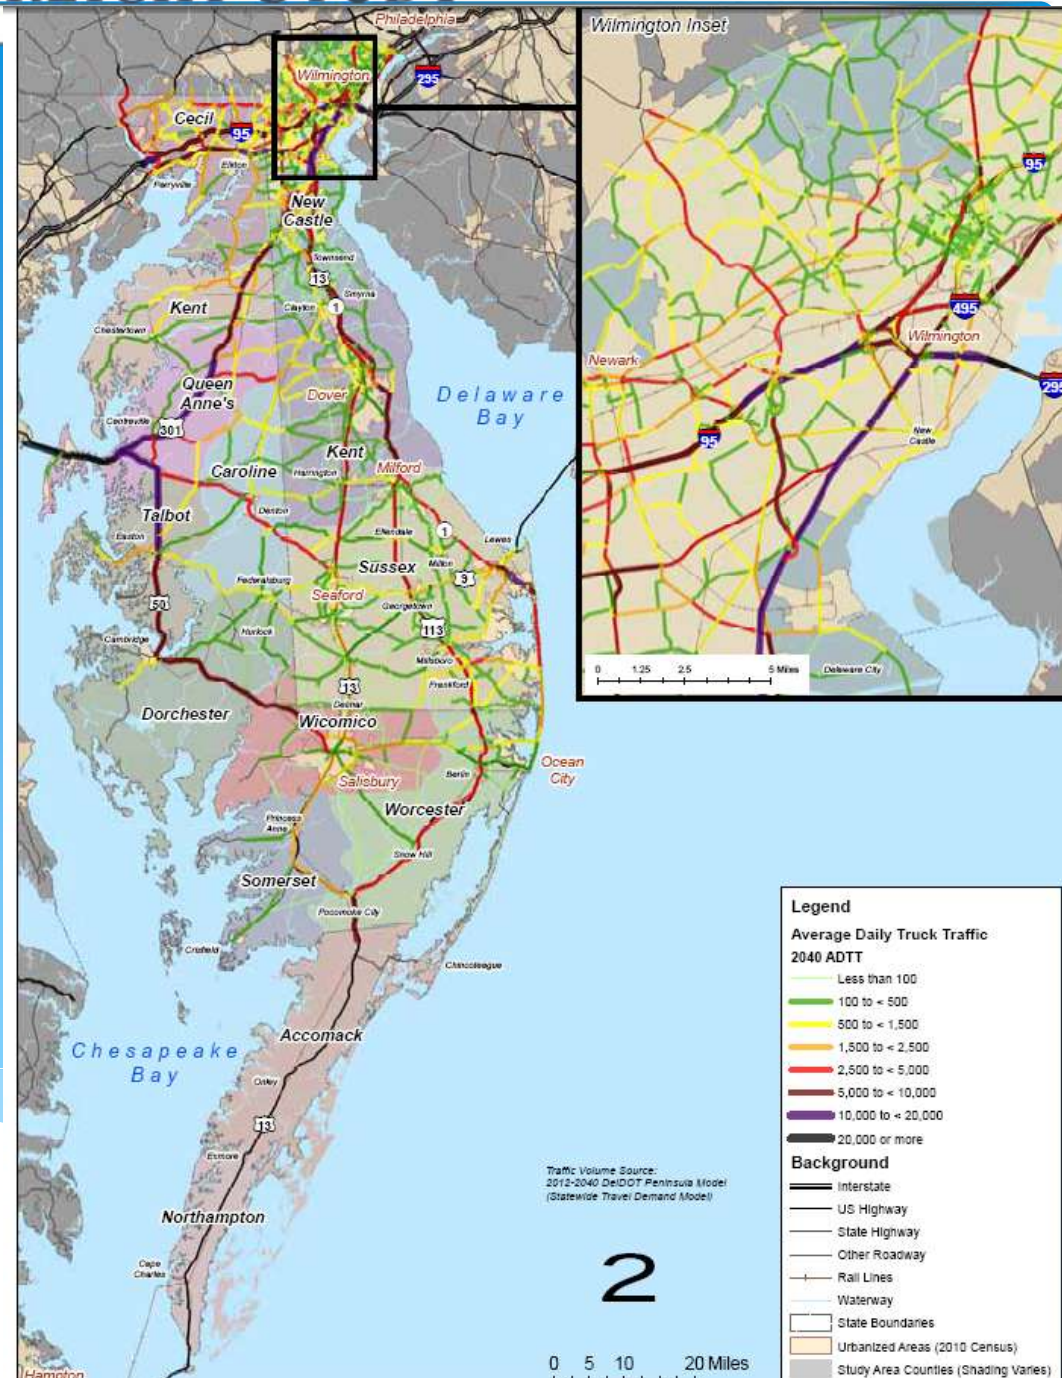 Philadelphia
Wilmington
295
Cecil
95
Elkton
Perryville
New
Castle
Townsend
13
Smyrna
Clayton
1
Kent
Chestertown
Queen
Anne's
Dover
Delaware
Bay
Centreville
301
Kent
Caroline
Harrington
Milford
Talbot
Denton
Ellendale
1
Lewes
Easton
Sussex
Milton
9
Federalsburg
Seaford
50
Georgetown
113
Cambridge
Hurlock
Millsboro
Frankford
13
Delmar
Dorchester
Wicomico
Ocean
City
Salisbury
Berlin
Worcester
Princess
Anne
Snow Hill
Somerset
Pocomoke City
Crisfield
Chincoteague
Accomack
Chesapeake
Bay
Onley
13
Exmore
Northampton
Cape
Charles
Hampton
Wilmington Inset
95
495
Wilmington
Newark
295
95
New
Castle
0 1.25 2.5 5 Miles
Delaware City
Legend
Average Daily Truck Traffic
2040 ADTT
Less than 100
100 to < 500
500 to < 1,500
1,500 to < 2,500
2,500 to < 5,000
5,000 to < 10,000
10,000 to < 20,000
20,000 or more
Background
Interstate
US Highway
State Highway
Other Roadway
Rail Lines
Waterway
State Boundaries
Urbanized Areas (2010 Census)
Study Area Counties (Shading Varies)
Traffic Volume Source:
2012-2040 DelDOT Peninsula Model
(Statewide Travel Demand Model)
2
0 5 10 20 Miles